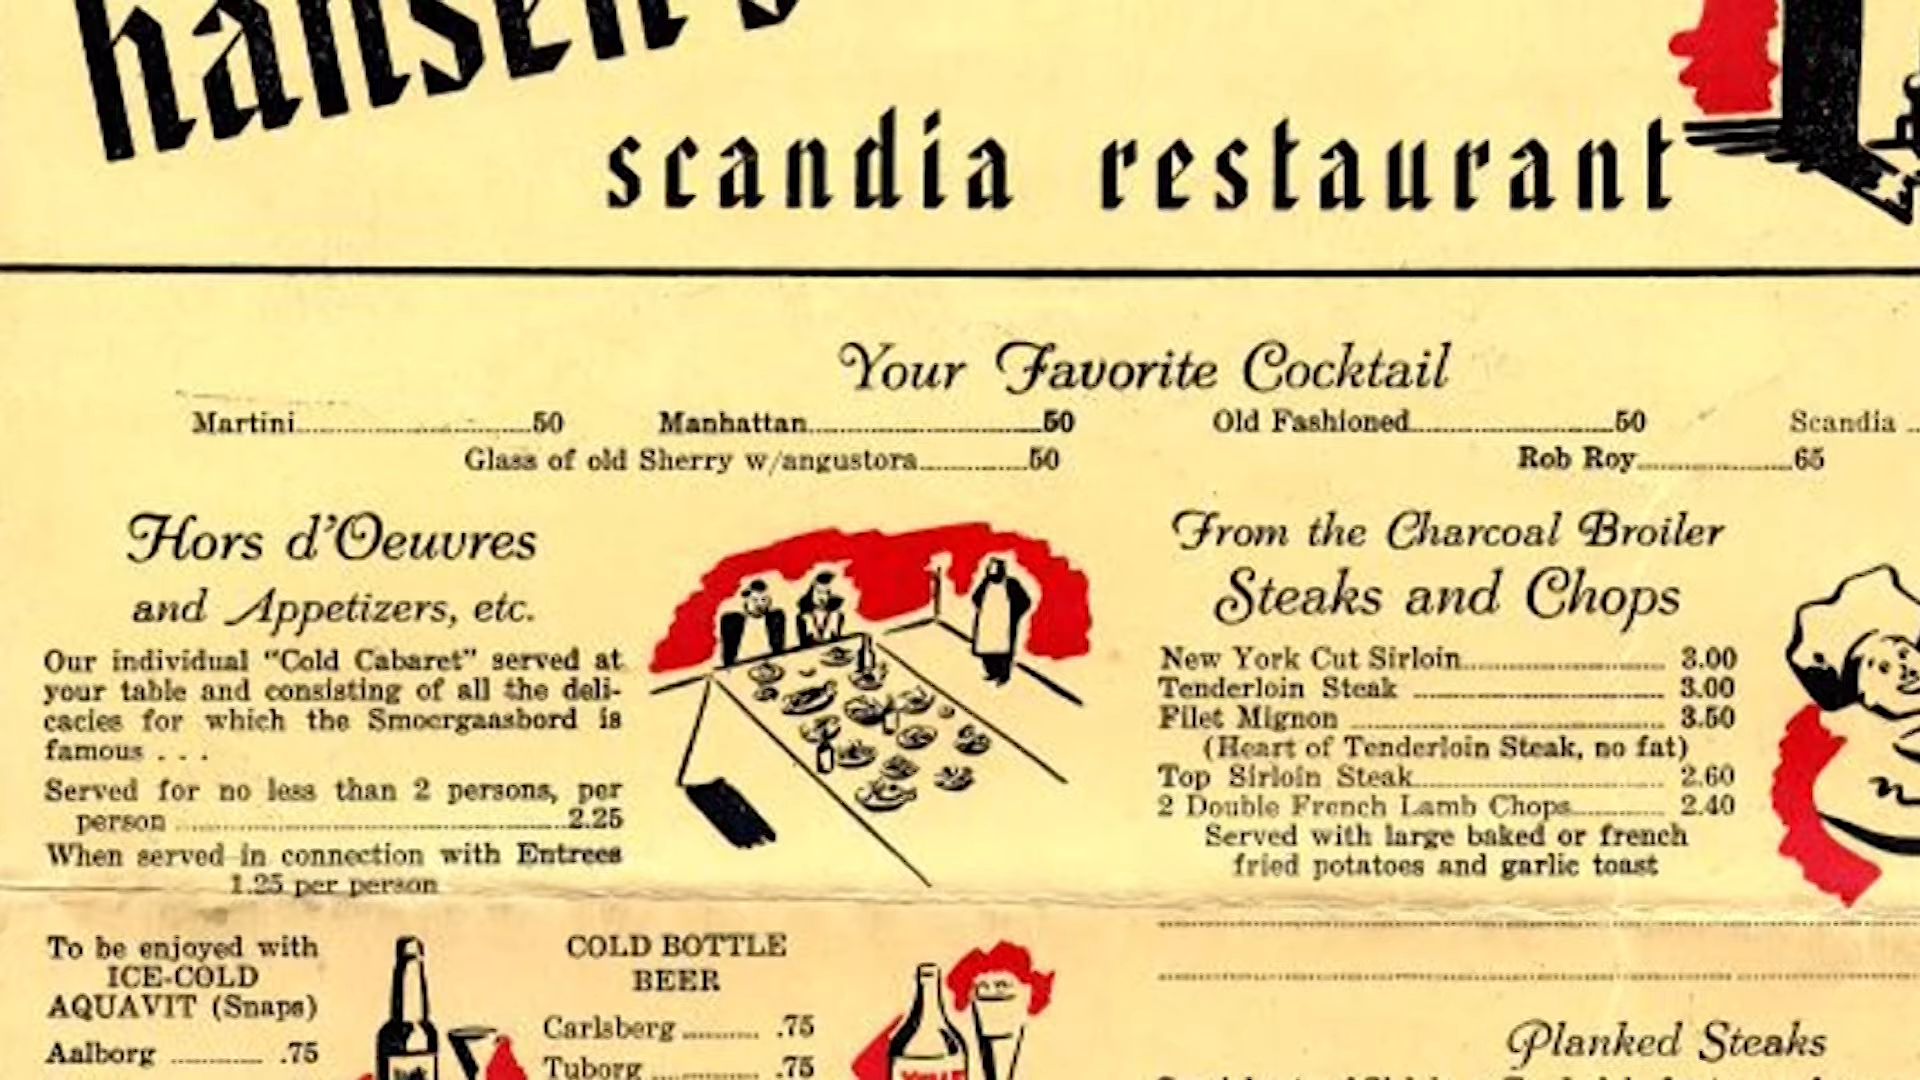 hansen's
scandia restaurant
Your Favorite Cocktail
Martini..............................50 Manhattan..............................50 Old Fashioned..............................50 Scandia ..
Glass of old Sherry w/angustora...............50 Rob Roy....................65
Hors d'Oeuvres
and Appetizers, etc.
Our individual "Cold Cabaret" served at
your table and consisting of all the deli-
cacies for which the Smoergaasbord is
famous . . .
Served for no less than 2 persons, per
person ..............................2.25
When served in connection with Entrees
1.25 per person
From the Charcoal Broiler
Steaks and Chops
New York Cut Sirloin.............................. 3.00
Tenderloin Steak .............................. 3.00
Filet Mignon .............................. 3.50
(Heart of Tenderloin Steak, no fat)
Top Sirloin Steak.............................. 2.60
2 Double French Lamb Chops............... 2.40
Served with large baked or french
fried potatoes and garlic toast
To be enjoyed with
ICE-COLD
AQUAVIT (Snaps)
Aalborg ............ .75
COLD BOTTLE
BEER
Carlsberg .......... .75
Tuborg ............ .75
Planked Steaks